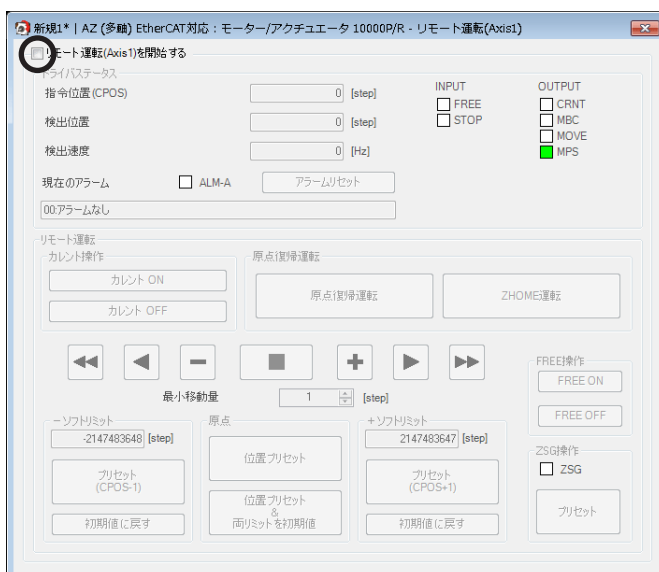 新規1* | AZ (多軸) EtherCAT対応：モーター/アクチュエータ 10000P/R - リモート運転(Axis1)
リモート運転(Axis1)を開始する
ドライバステータス
指令位置(CPOS) 0 [step]
検出位置 0 [step]
検出速度 0 [Hz]
INPUT
FREE
STOP
OUTPUT
CRNT
MBC
MOVE
MPS
現在のアラーム ALM-A アラームリセット
00:アラームなし
リモート運転
カレント操作
カレント ON
カレント OFF
原点復帰運転
原点復帰運転 ZHOME運転
最小移動量 1 [step]
FREE操作
FREE ON
FREE OFF
－ソフトリミット
-2147483648 [step]
プリセット
(CPOS-1)
初期値に戻す
原点
位置プリセット
位置プリセット
&
両リミットを初期値
＋ソフトリミット
2147483647 [step]
プリセット
(CPOS+1)
初期値に戻す
ZSG操作
ZSG
プリセット